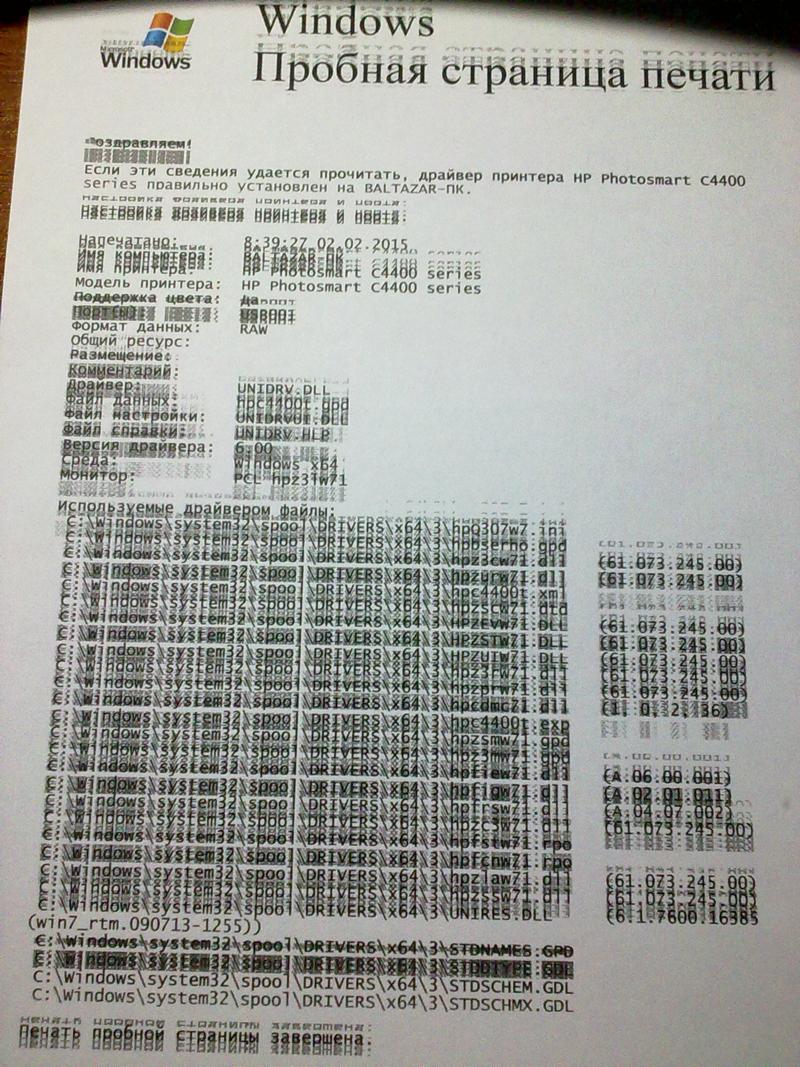 Windows
Microsoft
Windows
Пробная страница печати
Поздравляем!
Если эти сведения удается прочитать, драйвер принтера HP Photosmart C4400
series правильно установлен на BALTAZAR-ПК.
Настройка драйвера принтера и порта:
Напечатано: 8:39:27 02.02.2015
Имя компьютера: BALTAZAR-ПК
Имя принтера: HP Photosmart C4400 series
Модель принтера: HP Photosmart C4400 series
Поддержка цвета: да
USB001
Формат данных: RAW
Общий ресурс:
Размещение:
Комментарий:
Драйвер: UNIDRV.DLL
Файл данных: hpc4400t.gpd
Файл настройки: UNIDRVUI.DLL
Файл справки: UNIDRV.HLP
Версия драйвера: 6.00
Среда: Windows x64
Монитор: PCL hpz3lw71
Используемые драйвером файлы:
C:\Windows\system32\spool\DRIVERS\x64\3\hpo307w7.ini
C:\Windows\system32\spool\DRIVERS\x64\3\
C:\Windows\system32\spool\DRIVERS\x64\3\hpz3cw71.dll (61.073.245.00)
C:\Windows\system32\spool\DRIVERS\x64\3\hpzurw71.dll (61.073.245.00)
C:\Windows\system32\spool\DRIVERS\x64\3\hpc4400t.xml
C:\Windows\system32\spool\DRIVERS\x64\3\hpzscw71.dtd
C:\Windows\system32\spool\DRIVERS\x64\3\HPZEVW71.DLL (61.073.245.00)
C:\Windows\system32\spool\DRIVERS\x64\3\HPZSTW71.DLL (61.073.245.00)
C:\Windows\system32\spool\DRIVERS\x64\3\HPZUIW71.DLL (61.073.245.00)
C:\Windows\system32\spool\DRIVERS\x64\3\hpz3rw71.dll (61.073.245.00)
C:\Windows\system32\spool\DRIVERS\x64\3\hpzprw71.dll (61.073.245.00)
C:\Windows\system32\spool\DRIVERS\x64\3\hpcdmc71.dll (1, 0, 2, 36)
C:\Windows\system32\spool\DRIVERS\x64\3\hpc4400t.exp
C:\Windows\system32\spool\DRIVERS\x64\3\hpzsmw71.gpd
C:\Windows\system32\spool\DRIVERS\x64\3\hpz3mw71.gpd
C:\Windows\system32\spool\DRIVERS\x64\3\hpfiew71.dll (A.06.00.001)
C:\Windows\system32\spool\DRIVERS\x64\3\hpfigw71.dll (A.02.01.011)
C:\Windows\system32\spool\DRIVERS\x64\3\hpfrsw71.dll (A.04.07.002)
C:\Windows\system32\spool\DRIVERS\x64\3\hpzc3w71.dll (61.073.245.00)
C:\Windows\system32\spool\DRIVERS\x64\3\hpfstw71.rpo
C:\Windows\system32\spool\DRIVERS\x64\3\hpfcnw71.rpo
C:\Windows\system32\spool\DRIVERS\x64\3\hpzlaw71.dll (61.073.245.00)
C:\Windows\system32\spool\DRIVERS\x64\3\hpzssw71.dll (61.073.245.00)
C:\Windows\system32\spool\DRIVERS\x64\3\UNIRES.DLL (6.1.7600.16385
(win7_rtm.090713-1255))
C:\Windows\system32\spool\DRIVERS\x64\3\STDNAMES.GPD
C:\Windows\system32\spool\DRIVERS\x64\3\STDDTYPE.GDL
C:\Windows\system32\spool\DRIVERS\x64\3\STDSCHEM.GDL
C:\Windows\system32\spool\DRIVERS\x64\3\STDSCHMX.GDL
Печать пробной страницы завершена.